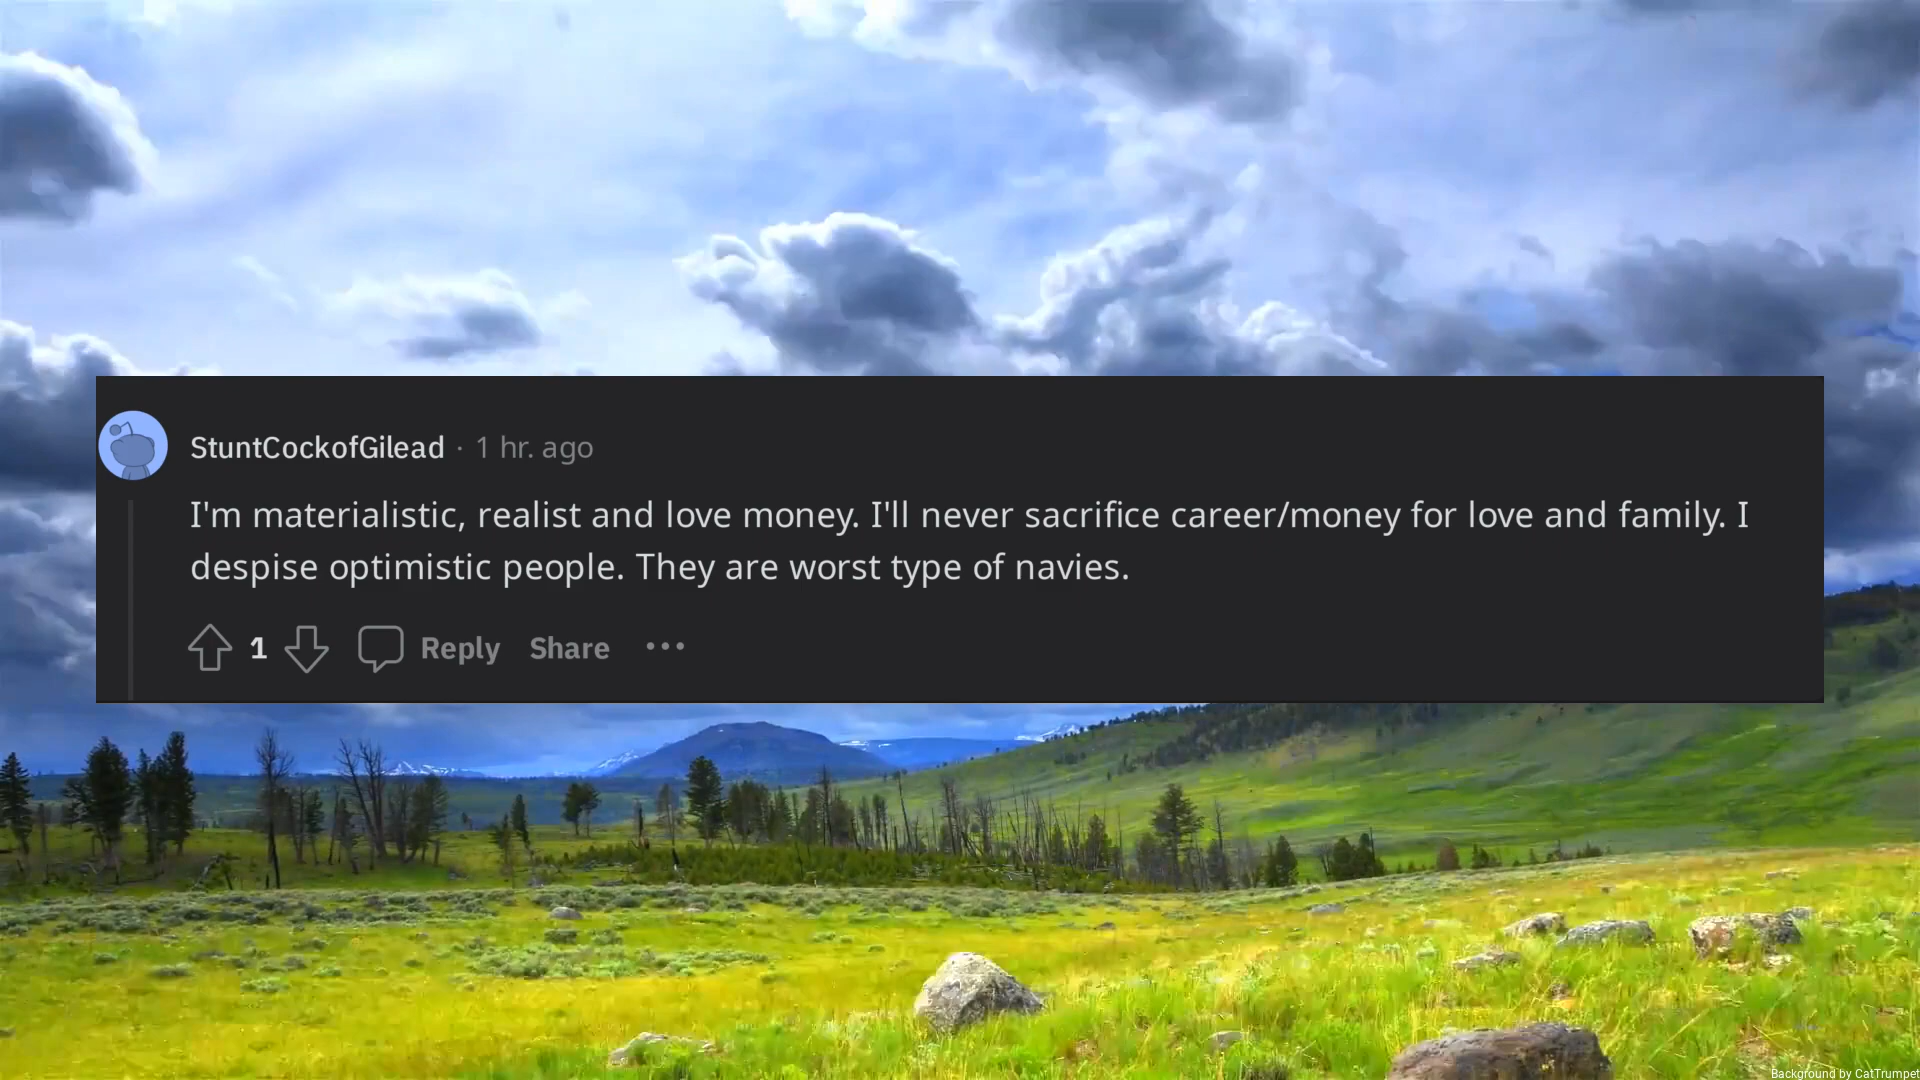 StuntCockofGilead · 1 hr. ago
I'm materialistic, realist and love money. I'll never sacrifice career/money for love and family. I
despise optimistic people. They are worst type of navies.
1 Reply Share •••
Background by CatTrumpet